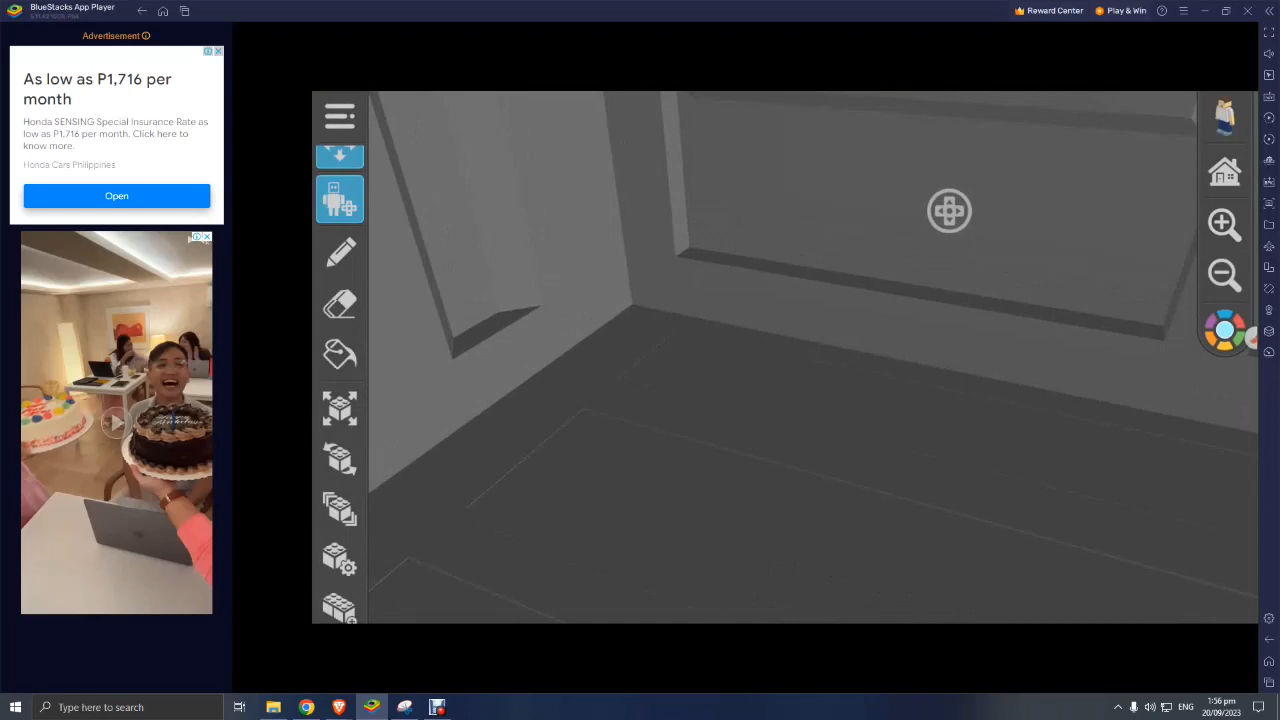 BlueStacks App Player
Reward Center
Play & Win
Advertisement
As low as P1,716 per
month
Honda SENSING Special Insurance Rate as
low as P1,716 per month. Click here to
know more.
Honda Cars Philippines
Open
Type here to search
1:56 pm
20/09/2023